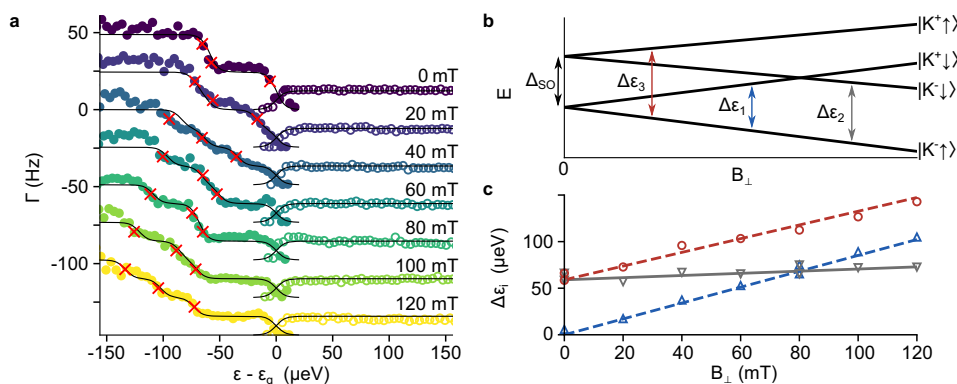 a
50
0
-50
-100
Γ (Hz)
0 mT
20 mT
40 mT
60 mT
80 mT
100 mT
120 mT
-150
-100
-50
0
50
100
150
ε - εg (µeV)
b
E
ΔSO
Δε3
Δε1
Δε2
|K+↑⟩
|K+↓⟩
|K-↓⟩
|K-↑⟩
0
B⊥
c
100
50
0
Δεi (µeV)
0
20
40
60
80
100
120
B⊥ (mT)